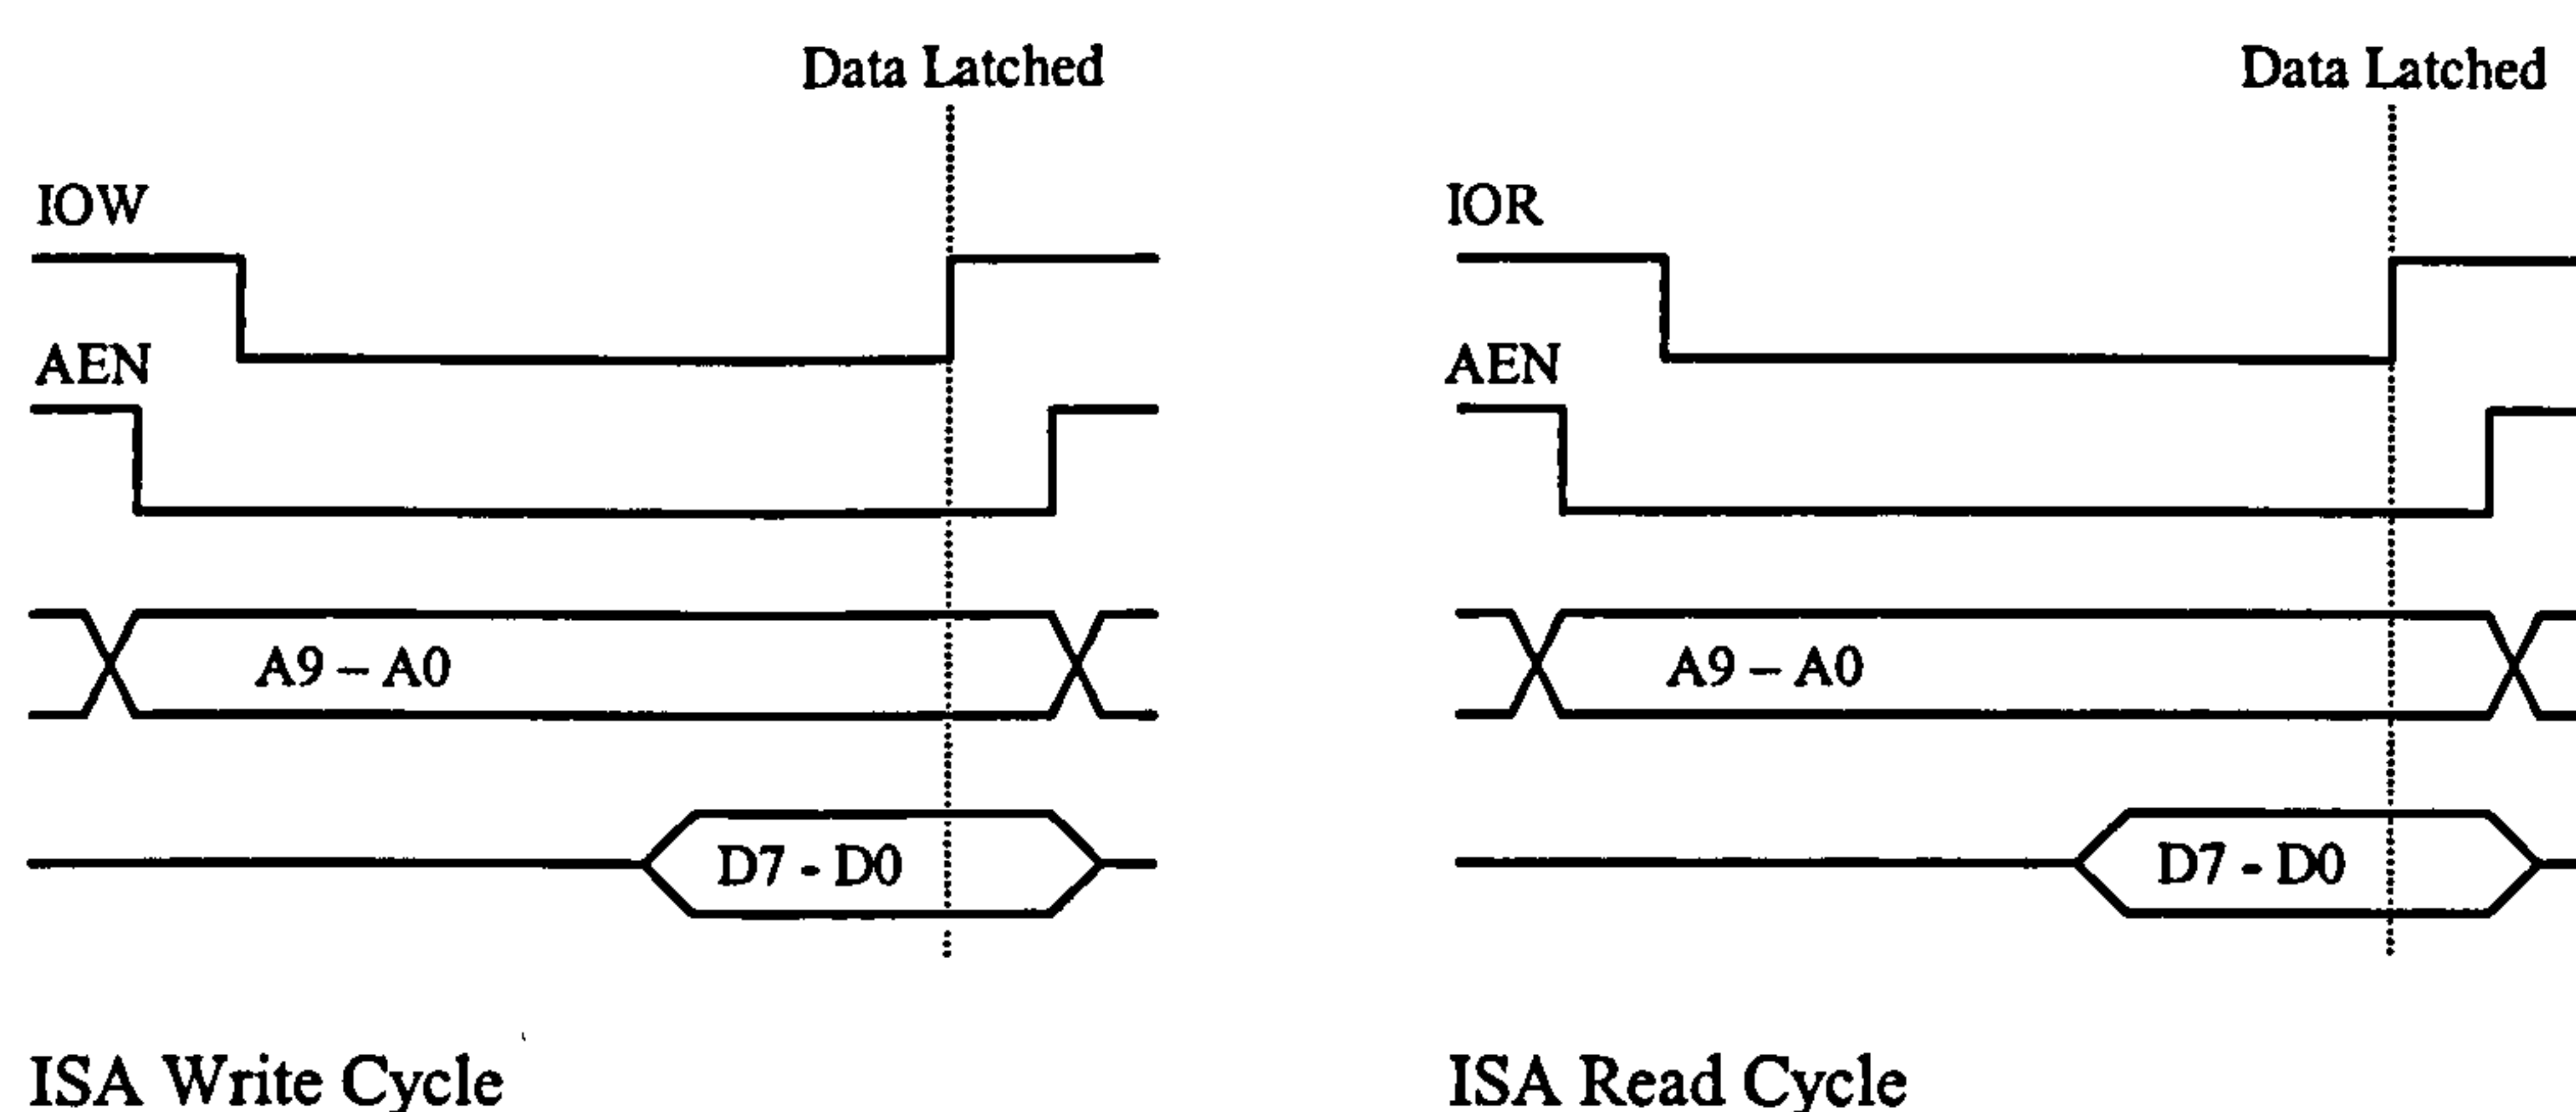 Data Latched
IOW
AEN
A9 – A0
D7 - D0
ISA Write Cycle
Data Latched
IOR
AEN
A9 – A0
D7 - D0
ISA Read Cycle